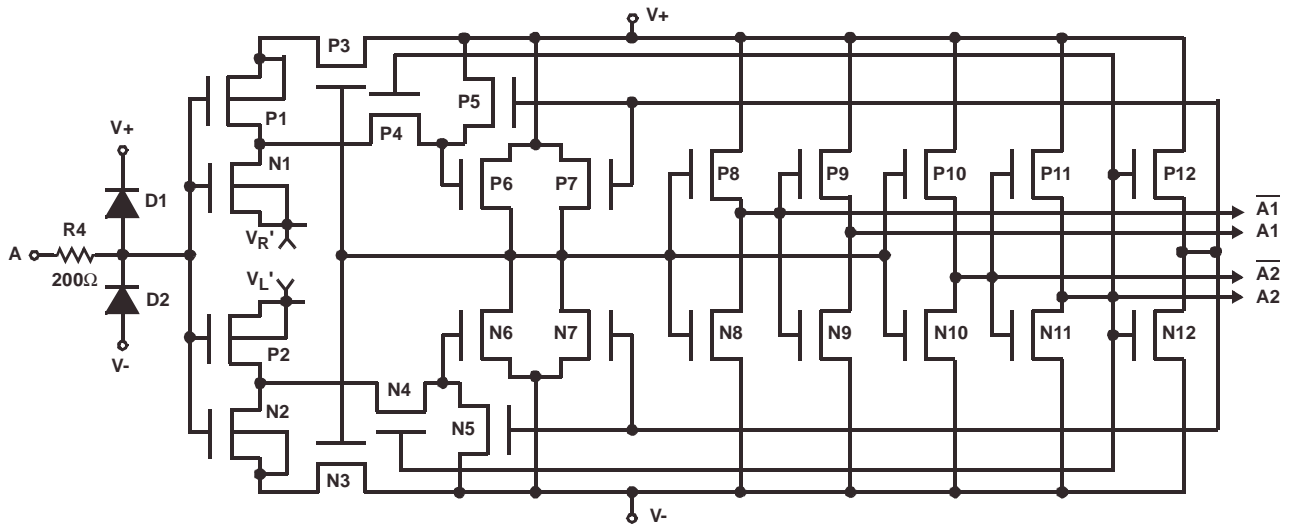 V+
P3
P5
P1
P4
V+
N1
P6
P7
P8
P9
P10
P11
P12
D1
A1
R4
VR'
A1
A
200Ω
VL'
A2
D2
A2
N6
N7
N8
N9
N10
N11
N12
P2
V-
N4
N2
N5
N3
V-